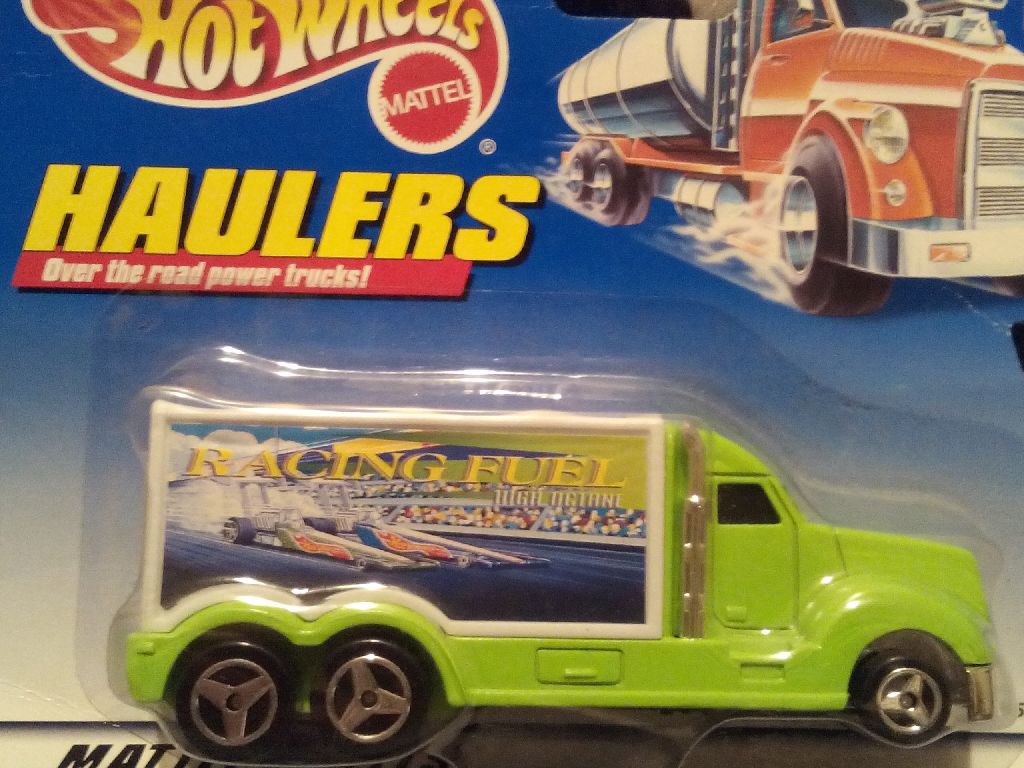 HOT WHEELS
MATTEL
®
HAULERS
Over the road power trucks!
RACING FUEL
HIGH OCTANE